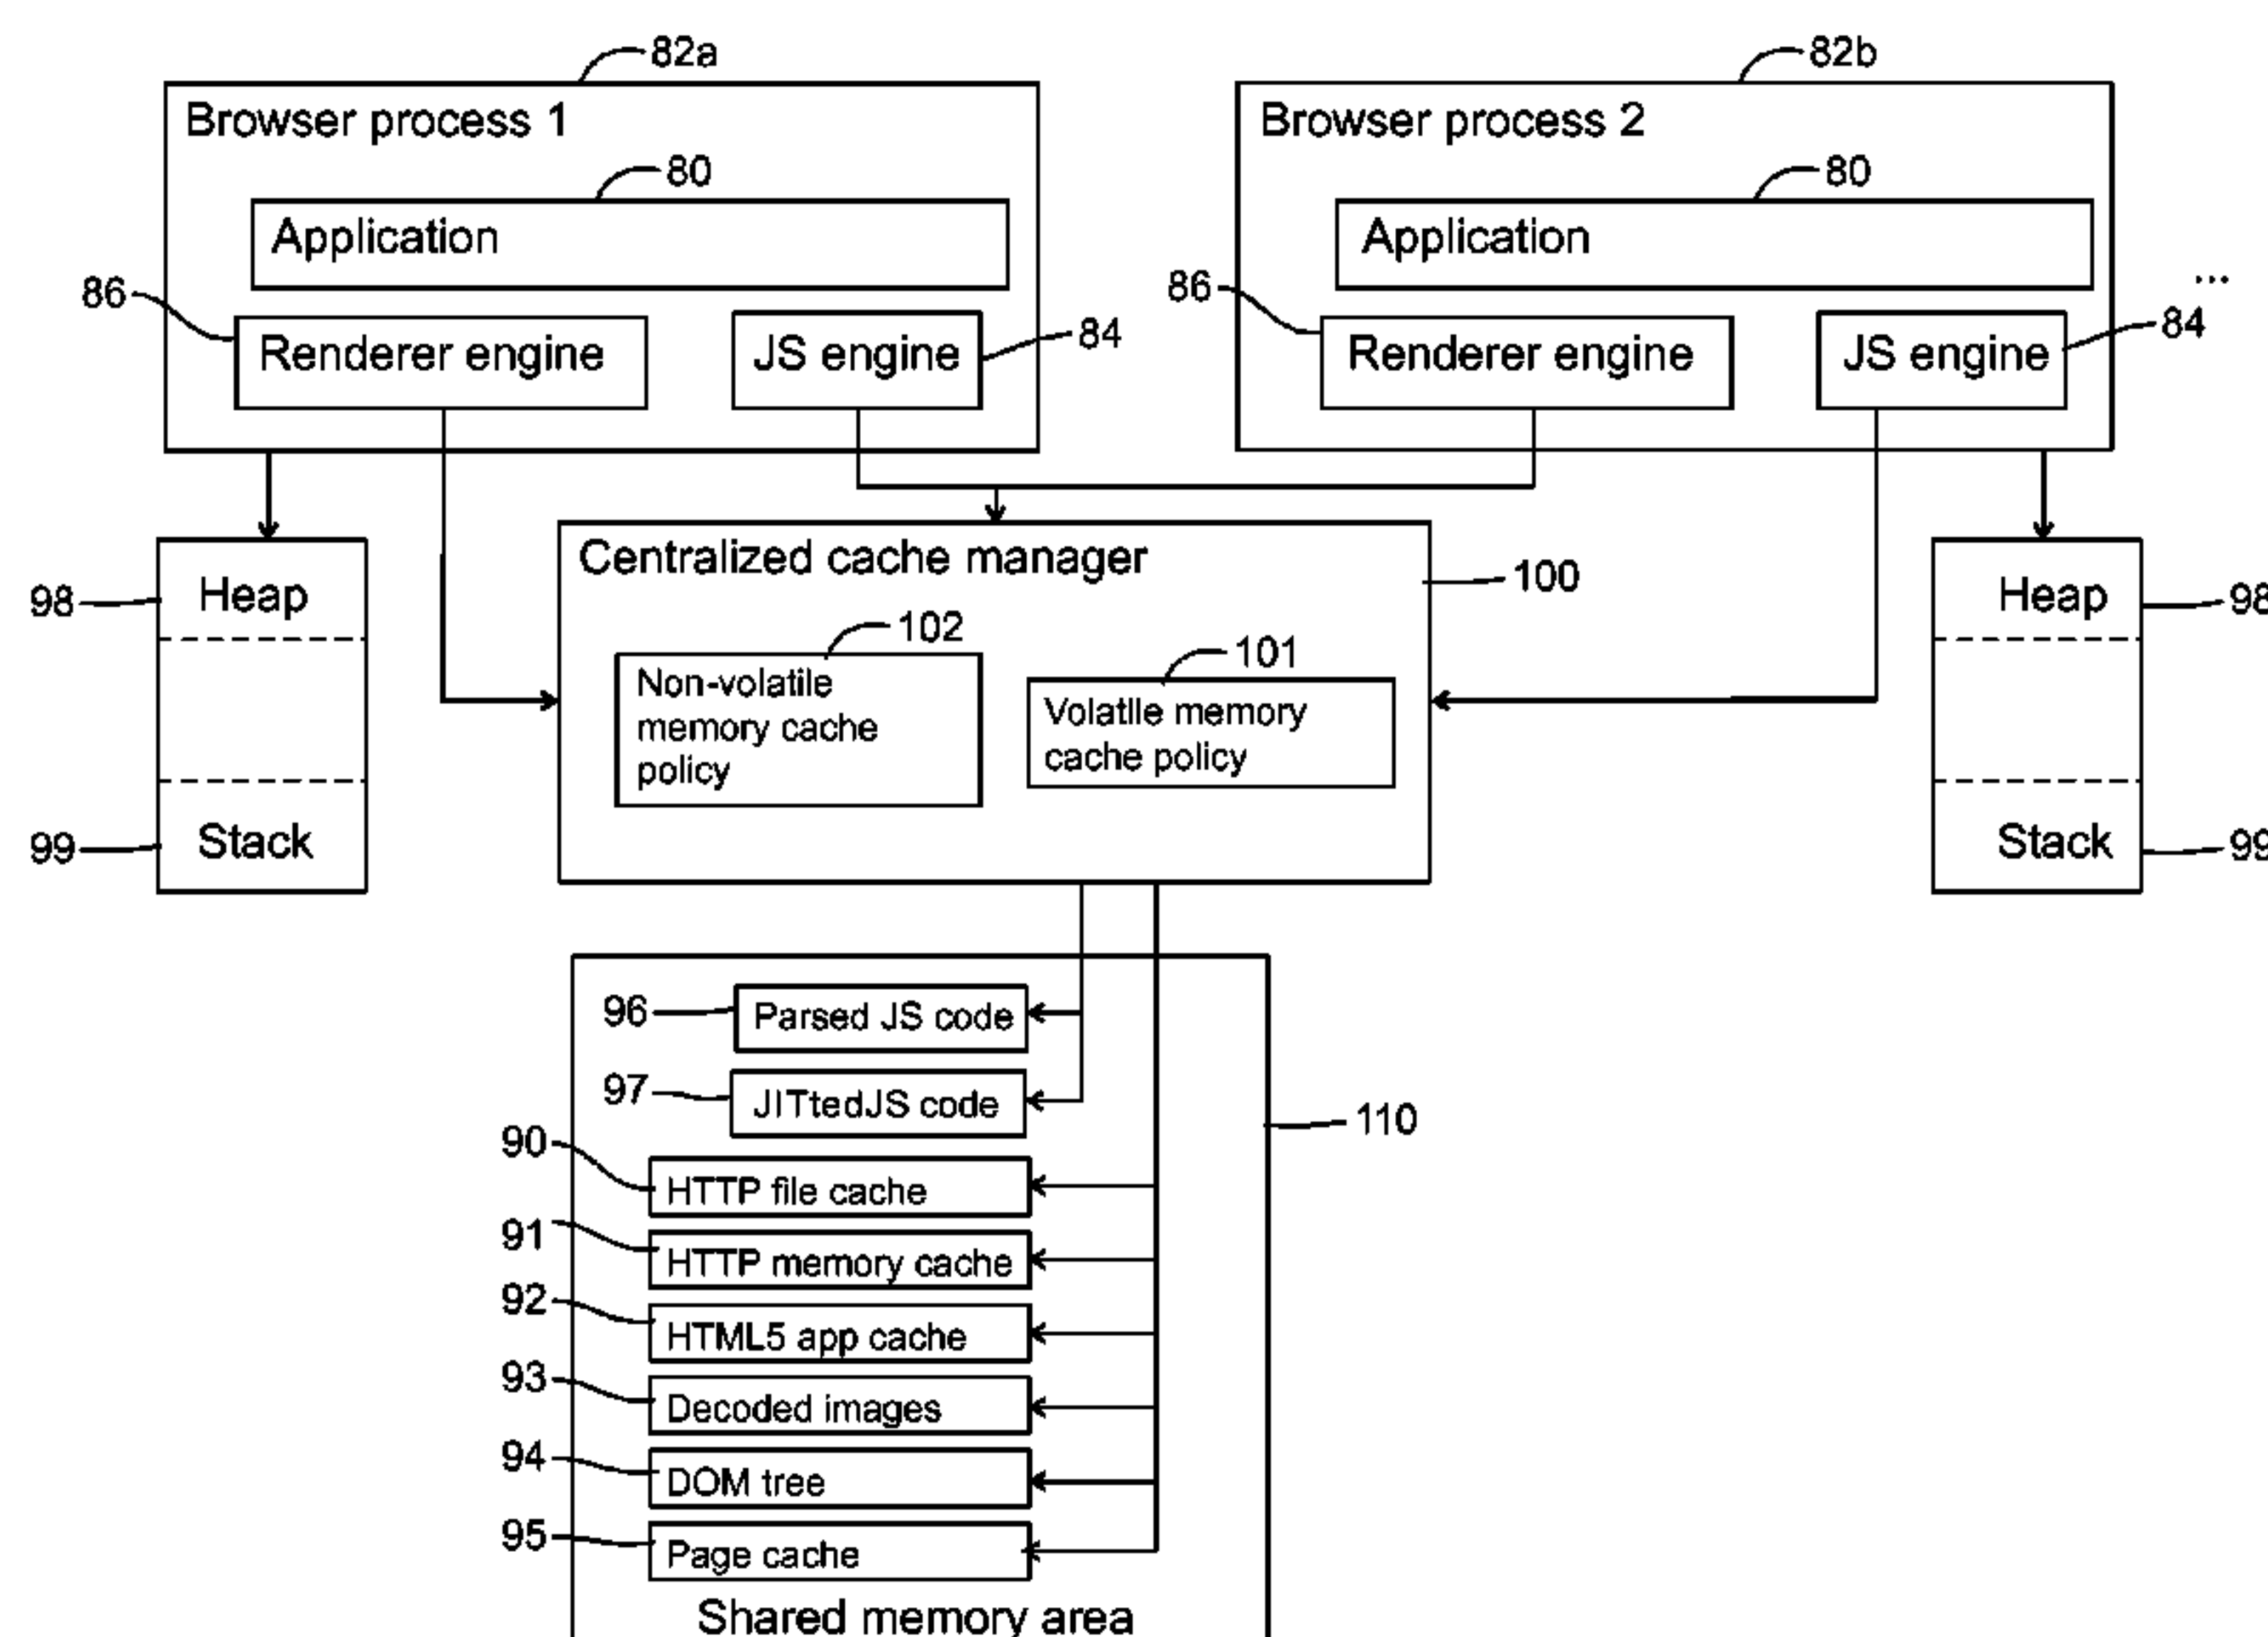 82a
82b
Browser process 1
Browser process 2
80
80
Application
Application
86
86
...
Renderer engine
JS engine
84
Renderer engine
JS engine
84
Centralized cache manager
100
98
Heap
Heap
98
102
101
Non-volatile
memory cache
policy
Volatile memory
cache policy
99
Stack
Stack
99
96
Parsed JS code
97
JITtedJS code
110
90
HTTP file cache
91
HTTP memory cache
92
HTML5 app cache
93
Decoded images
94
DOM tree
95
Page cache
Shared memory area